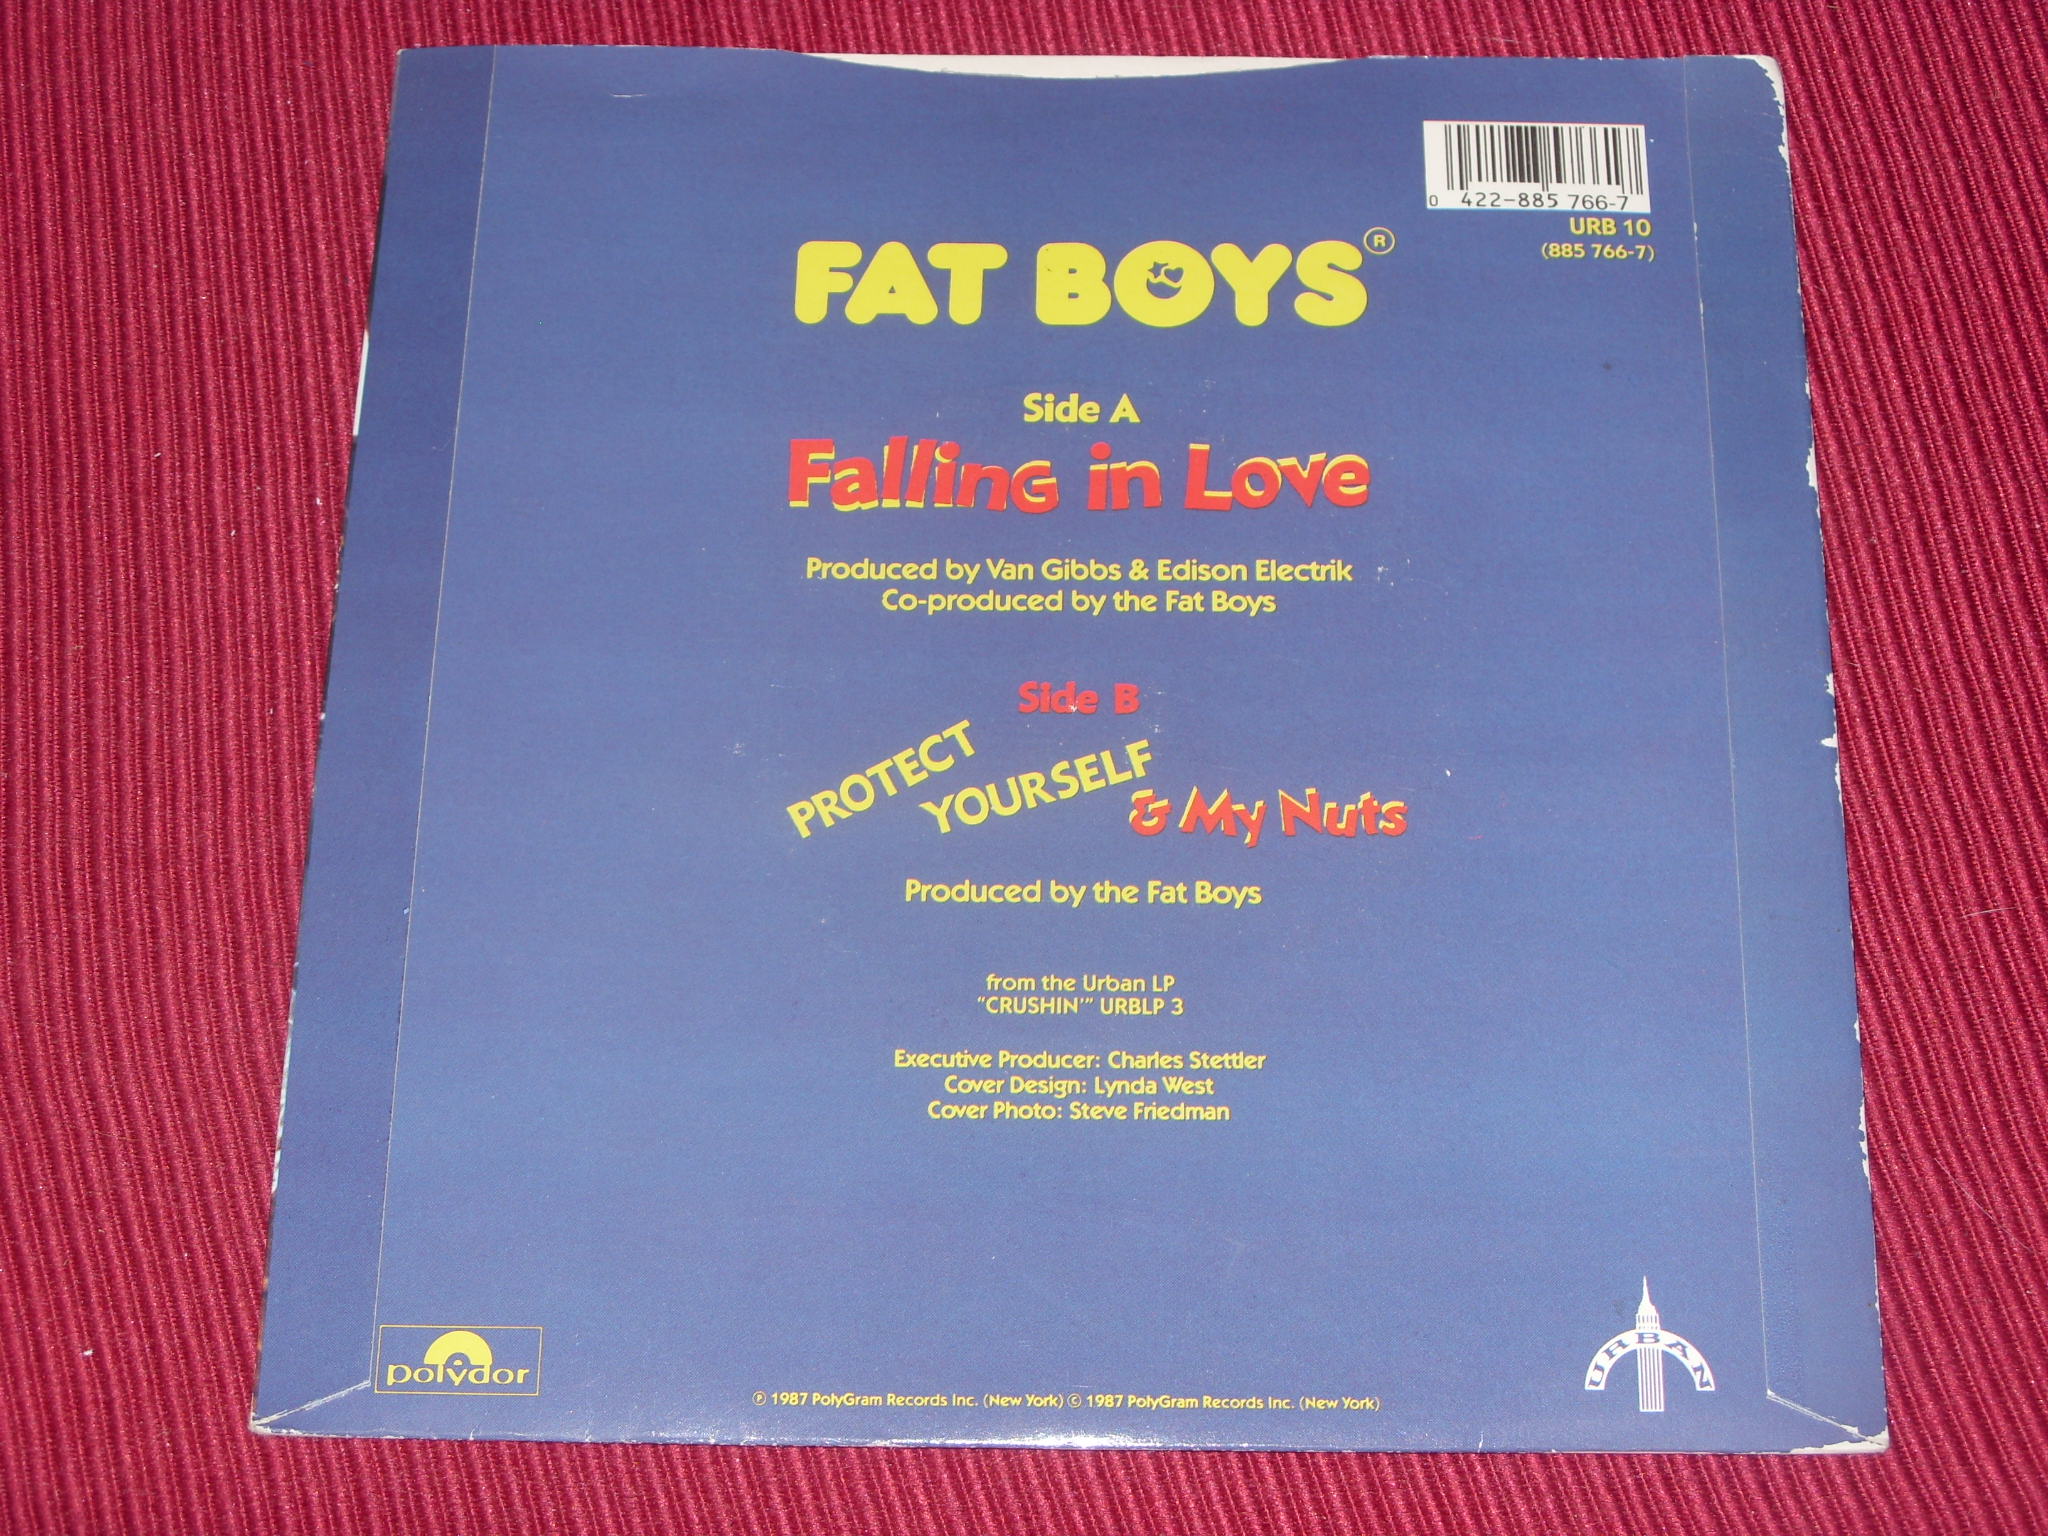 0 422-885 766-7
URB 10
(885 766-7)
FAT BOYS®
Side A
Falling in Love
Produced by Van Gibbs & Edison Electrik
Co-produced by the Fat Boys
Side B
PROTECT
YOURSELF
& My Nuts
Produced by the Fat Boys
from the Urban LP
"CRUSHIN'" URBLP 3
Executive Producer: Charles Stettler
Cover Design: Lynda West
Cover Photo: Steve Friedman
polydor
URBAN
℗ 1987 PolyGram Records Inc. (New York) © 1987 PolyGram Records Inc. (New York)